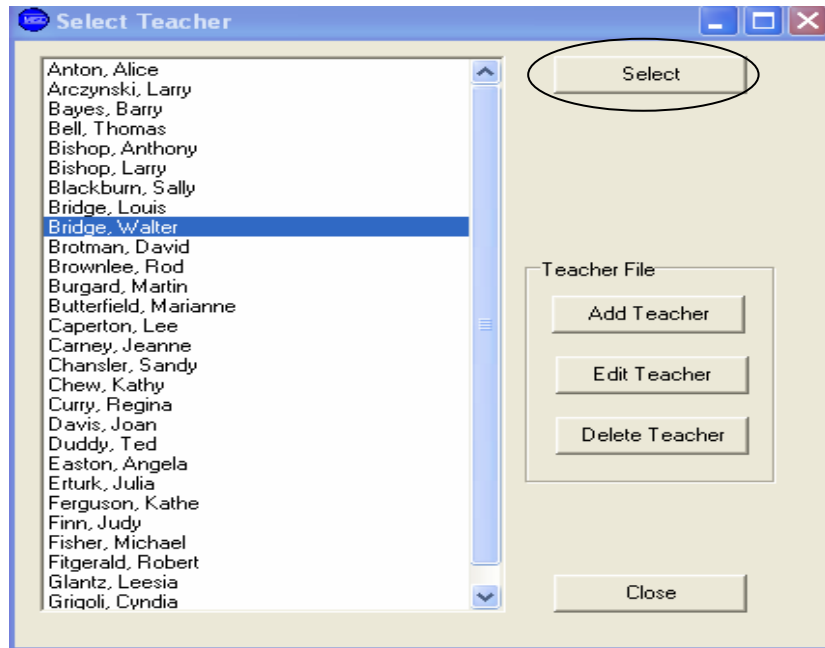 Select Teacher
Anton, Alice
Arczynski, Larry
Bayes, Barry
Bell, Thomas
Bishop, Anthony
Bishop, Larry
Blackburn, Sally
Bridge, Louis
Bridge, Walter
Brotman, David
Brownlee, Rod
Burgard, Martin
Butterfield, Marianne
Caperton, Lee
Carney, Jeanne
Chansler, Sandy
Chew, Kathy
Curry, Regina
Davis, Joan
Duddy, Ted
Easton, Angela
Erturk, Julia
Ferguson, Kathe
Finn, Judy
Fisher, Michael
Fitgerald, Robert
Glantz, Leesia
Grigoli, Cyndia
Select
Teacher File
Add Teacher
Edit Teacher
Delete Teacher
Close